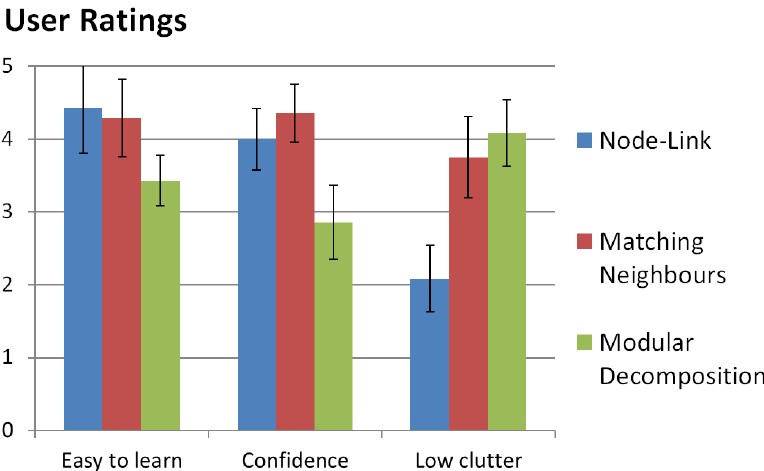 User Ratings
5
4
3
2
1
0
Easy to learn
Confidence
Low clutter
Node-Link
Matching
Neighbours
Modular
Decomposition